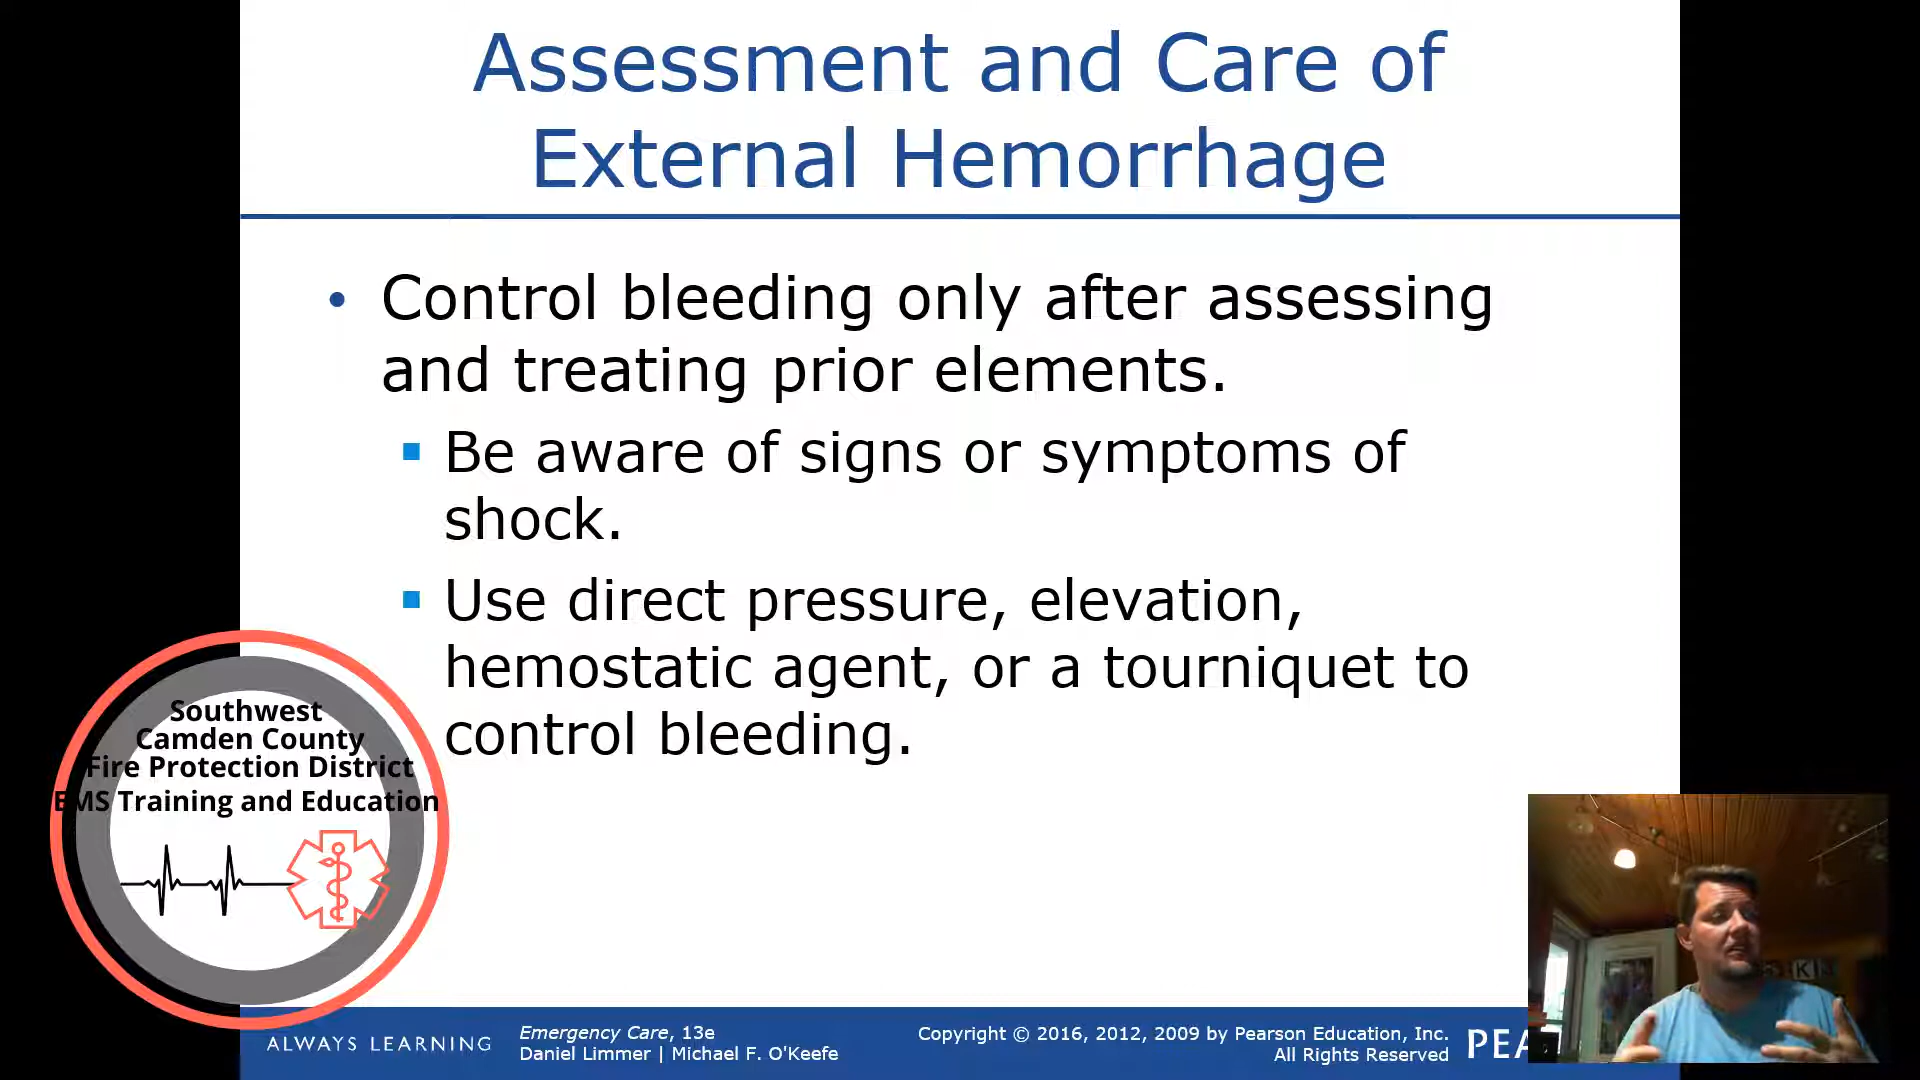 Assessment and Care of
External Hemorrhage
• Control bleeding only after assessing
and treating prior elements.
▪ Be aware of signs or symptoms of
shock.
▪ Use direct pressure, elevation,
hemostatic agent, or a tourniquet to
control bleeding.
Southwest
Camden County
Fire Protection District
EMS Training and Education
ALWAYS LEARNING
Emergency Care, 13e
Daniel Limmer | Michael F. O'Keefe
Copyright © 2016, 2012, 2009 by Pearson Education, Inc.
All Rights Reserved
PEA